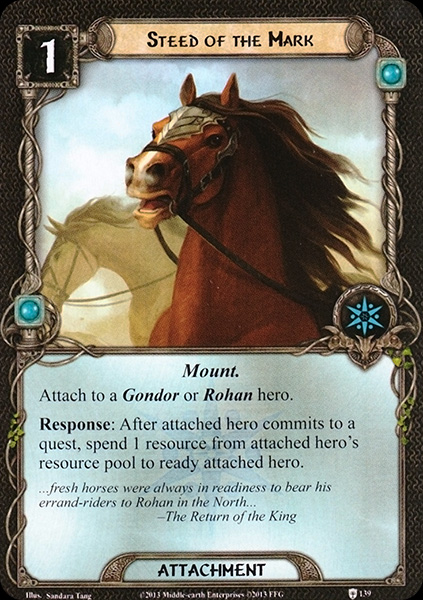 1
STEED OF THE MARK
Mount.
Attach to a Gondor or Rohan hero.
Response: After attached hero commits to a
quest, spend 1 resource from attached hero's
resource pool to ready attached hero.
...fresh horses were always in readiness to bear his
errand-riders to Rohan in the North...
–The Return of the King
ATTACHMENT
Illus. Sandara Tang ©2013 Middle-earth Enterprises ©2013 FFG 139